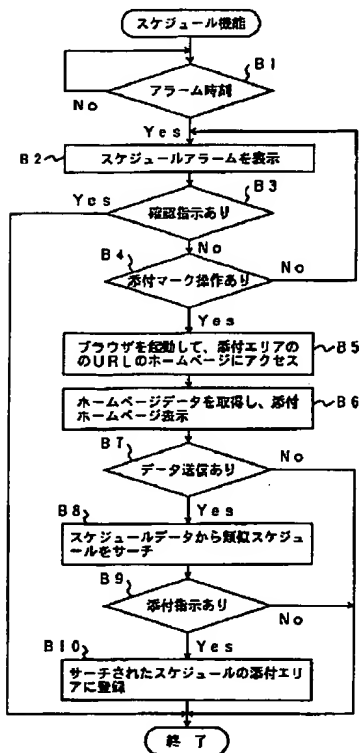 スケジュール機能
B1
アラーム時刻
No
Yes
B2
スケジュールアラームを表示
B3
Yes
確認指示あり
No
B4
添付マーク操作あり
No
Yes
ブラウザを起動して、添付エリアの
のURLのホームページにアクセス
B5
ホームページデータを取得し、添付
ホームページ表示
B6
B7
データ送信あり
No
Yes
B8
スケジュールデータから類似スケジュ
ールをサーチ
B9
添付指示あり
No
Yes
B10
サーチされたスケジュールの添付エリ
アに登録
終了